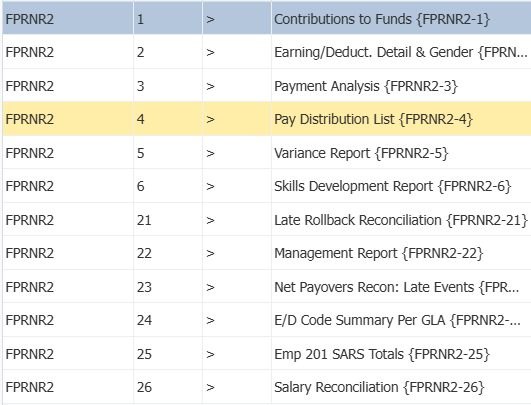 FPRNR2 1 > Contributions to Funds {FPRNR2-1}
FPRNR2 2 > Earning/Deduct. Detail & Gender {FPRN...
FPRNR2 3 > Payment Analysis {FPRNR2-3}
FPRNR2 4 > Pay Distribution List {FPRNR2-4}
FPRNR2 5 > Variance Report {FPRNR2-5}
FPRNR2 6 > Skills Development Report {FPRNR2-6}
FPRNR2 21 > Late Rollback Reconciliation {FPRNR2-21}
FPRNR2 22 > Management Report {FPRNR2-22}
FPRNR2 23 > Net Payovers Recon: Late Events {FPR...
FPRNR2 24 > E/D Code Summary Per GLA {FPRNR2-...
FPRNR2 25 > Emp 201 SARS Totals {FPRNR2-25}
FPRNR2 26 > Salary Reconciliation {FPRNR2-26}